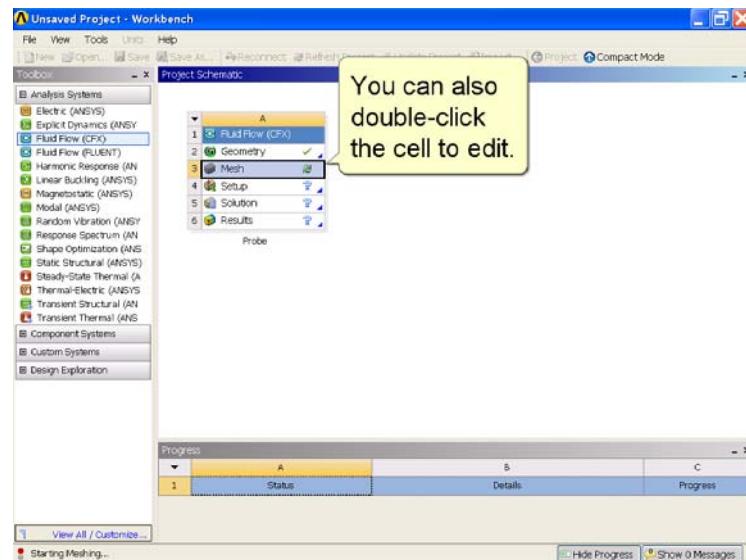 Unsaved Project - Workbench
File View Tools Units Help
New Open... Save Save As... Reconnect Refresh Project Project Compact Mode
Toolbox
Project Schematic
Analysis Systems
Electric (ANSYS)
Explicit Dynamics (ANSY
Fluid Flow (CFX)
Fluid Flow (FLUENT)
Harmonic Response (AN
Linear Buckling (ANSYS)
Magnetostatic (ANSYS)
Modal (ANSYS)
Random Vibration (ANSY
Response Spectrum (AN
Shape Optimization (ANS
Static Structural (ANSYS)
Steady-State Thermal (A
Thermal-Electric (ANSYS
Transient Structural (AN
Transient Thermal (ANS
Component Systems
Custom Systems
Design Exploration
View All / Customize...
A
1 Fluid Flow (CFX)
2 Geometry
3 Mesh
4 Setup
5 Solution
6 Results
Probe
You can also
double-click
the cell to edit.
Progress
A B C
1 Status Details Progress
Starting Meshing... Hide Progress Show 0 Messages